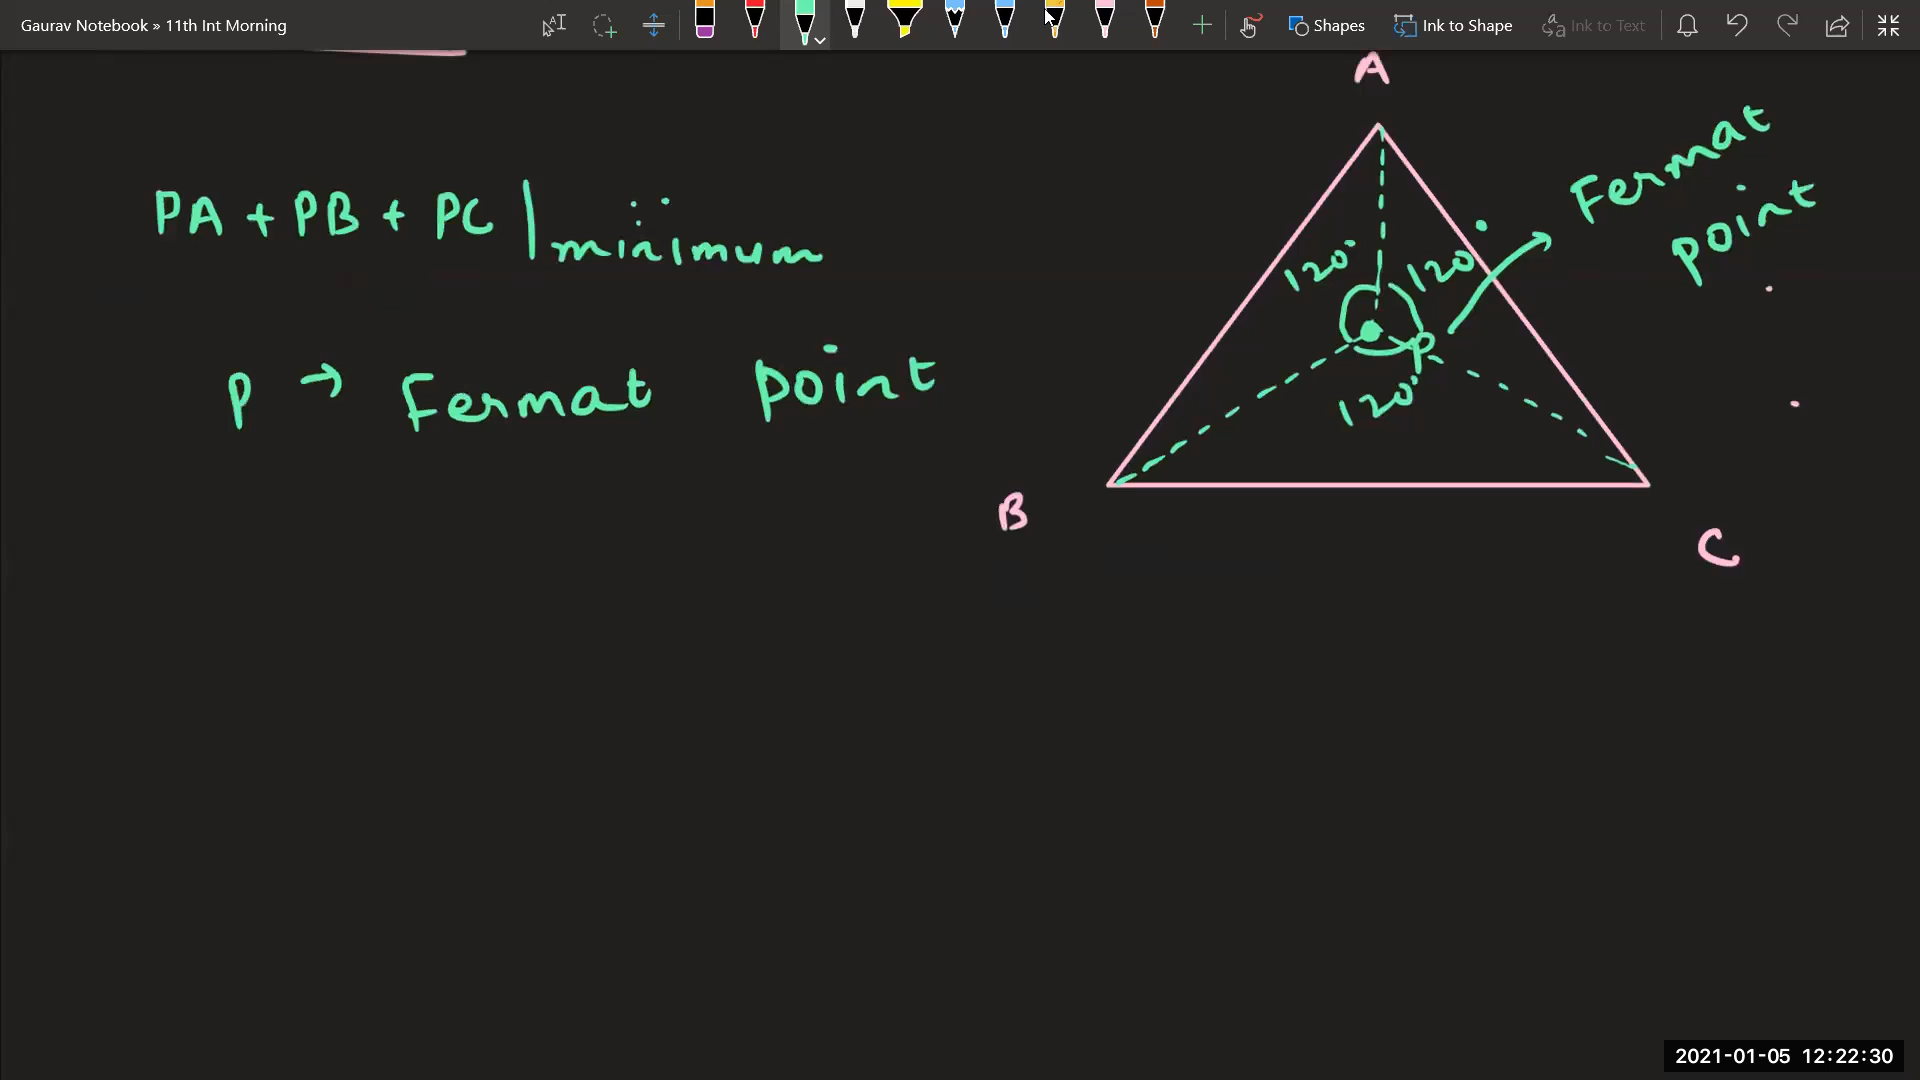 Gaurav Notebook » 11th Int Morning
Shapes
Ink to Shape
Ink to Text
A
Fermat
point
PA + PB + PC | minimum
120°
120°
P
120°
P → Fermat point
B
C
2021-01-05 12:22:30